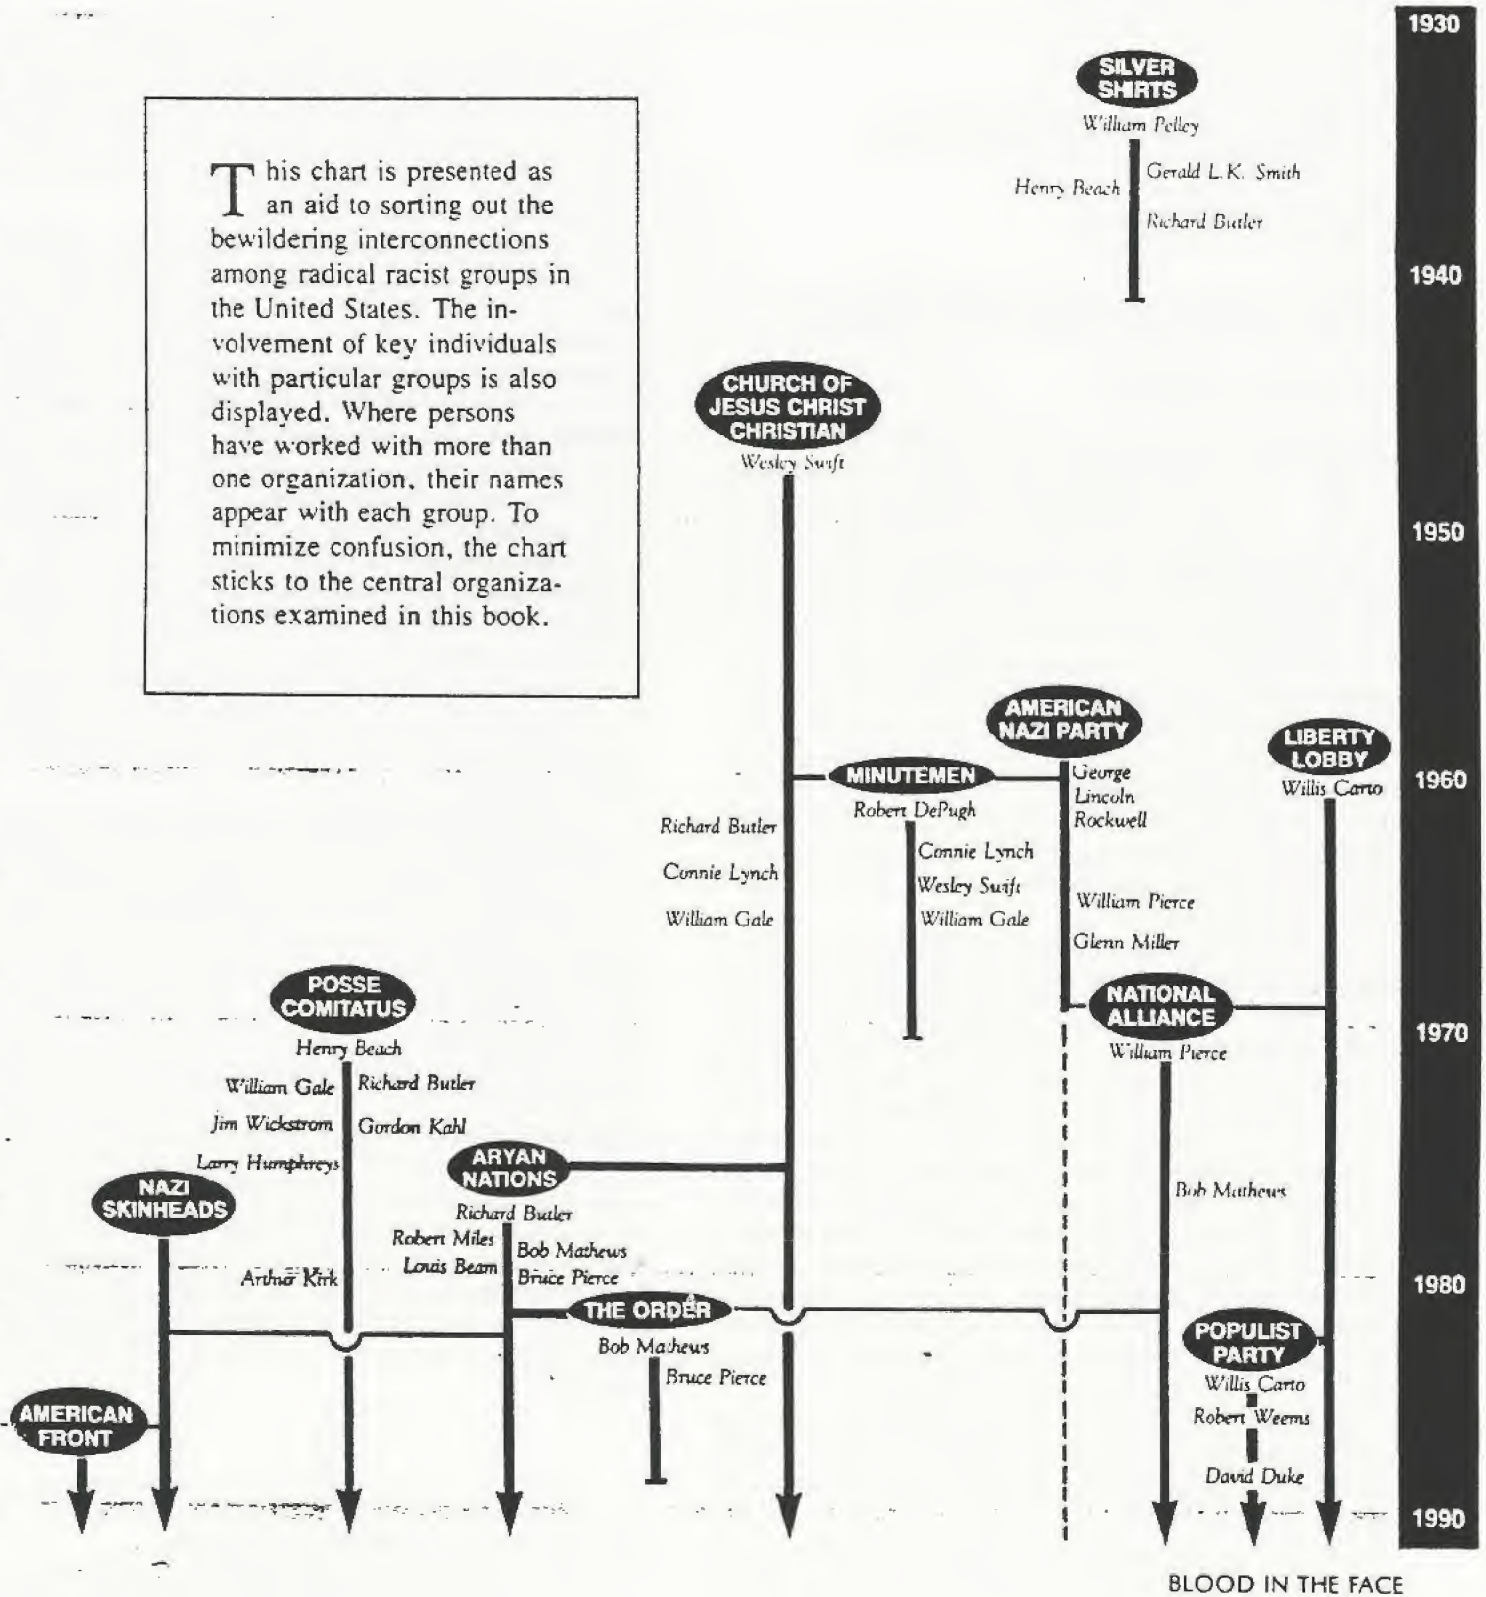 This chart is presented as
an aid to sorting out the
bewildering interconnections
among radical racist groups in
the United States. The in-
volvement of key individuals
with particular groups is also
displayed. Where persons
have worked with more than
one organization, their names
appear with each group. To
minimize confusion, the chart
sticks to the central organiza-
tions examined in this book.
1930
SILVER
SHIRTS
William Pelley
Gerald L.K. Smith
Henry Beach
Richard Butler
1940
CHURCH OF
JESUS CHRIST
CHRISTIAN
Wesley Swift
1950
AMERICAN
NAZI PARTY
LIBERTY
LOBBY
MINUTEMEN
George
Lincoln
Rockwell
Willis Carto
1960
Robert DePugh
Richard Butler
Connie Lynch
William Gale
Connie Lynch
Wesley Swift
William Gale
William Pierce
Glenn Miller
POSSE
COMITATUS
NATIONAL
ALLIANCE
1970
Henry Beach
William Pierce
William Gale
Richard Butler
Jim Wickstrom
Gordon Kahl
Larry Humphreys
ARYAN
NATIONS
NAZI
SKINHEADS
Bob Mathews
Richard Butler
Robert Miles
Bob Mathews
Louis Beam
Bruce Pierce
Arthur Kirk
1980
THE ORDER
POPULIST
PARTY
Bob Mathews
Bruce Pierce
Willis Carto
AMERICAN
FRONT
Robert Weems
David Duke
1990
BLOOD IN THE FACE